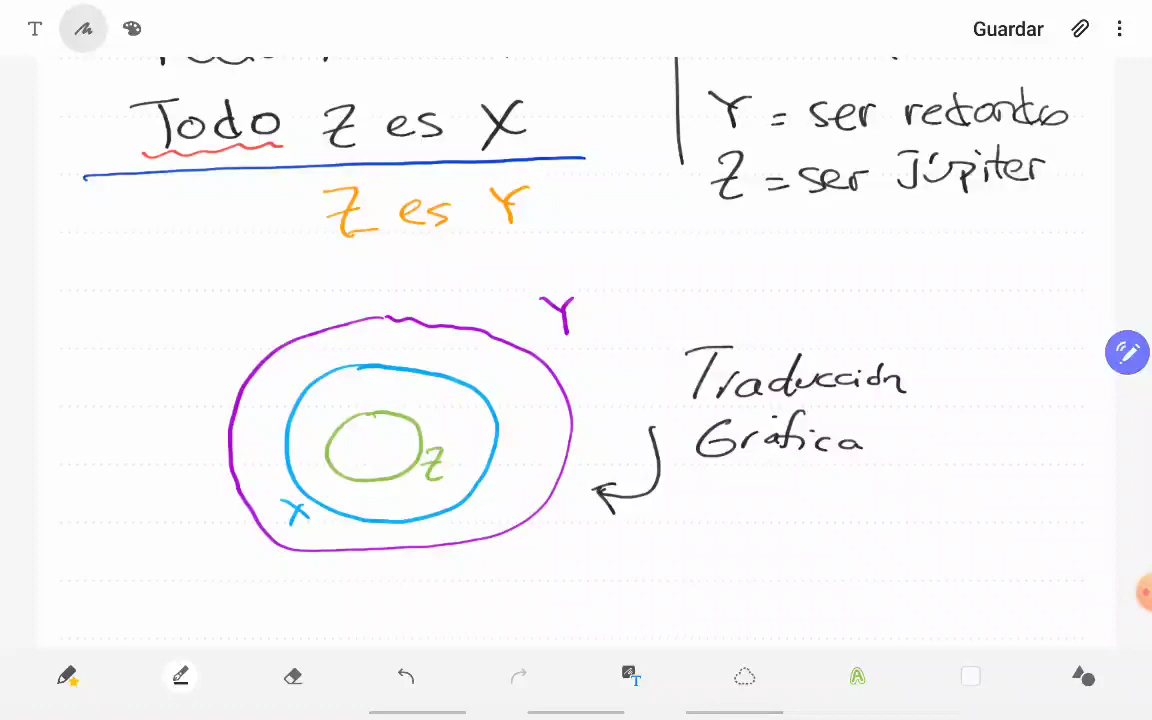 Guardar
Todo Z es X
Z es Y
Y = ser redondo
Z = ser Júpiter
Y
Z
X
Traducción
Gráfica